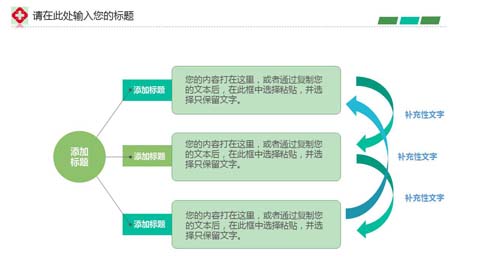 请在此处输入您的标题
添加标题
您的内容打在这里，或者通过复制您
的文本后，在此框中选择粘贴，并选
择只保留文字。
补充性文字
添加
标题
添加标题
您的内容打在这里，或者通过复制您
的文本后，在此框中选择粘贴，并选
择只保留文字。
补充性文字
添加标题
您的内容打在这里，或者通过复制您
的文本后，在此框中选择粘贴，并选
择只保留文字。
补充性文字